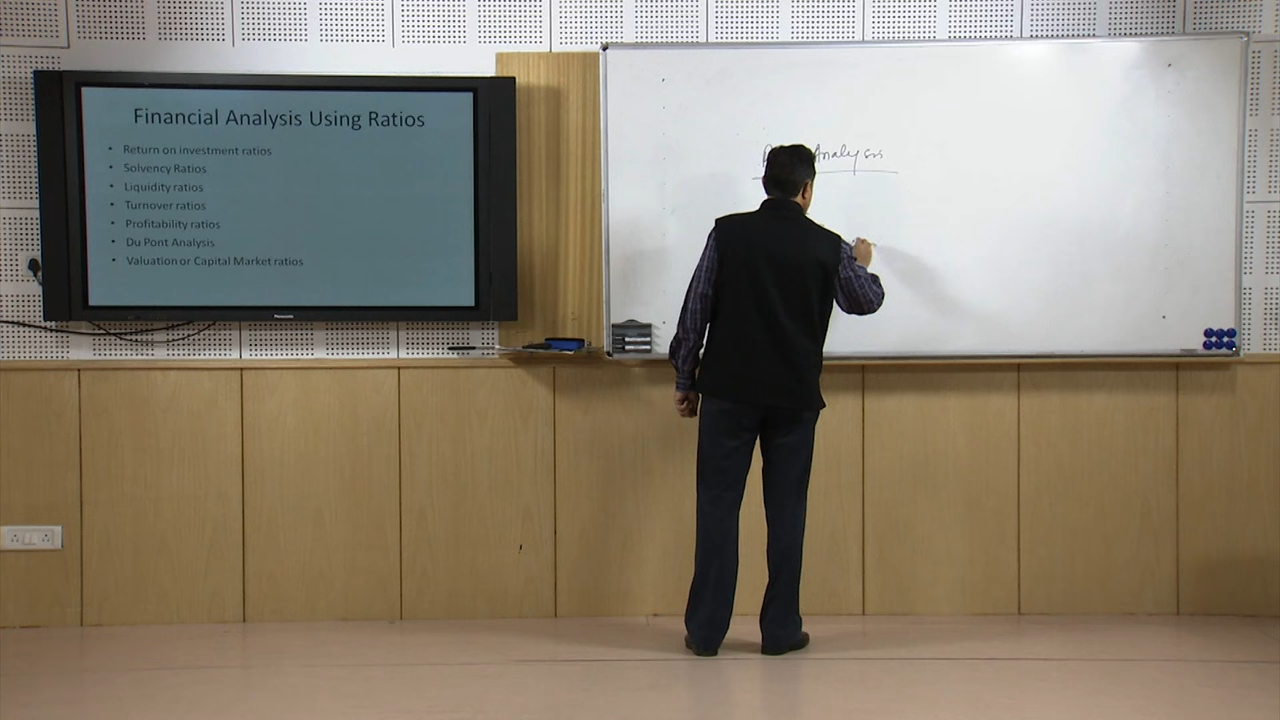 Financial Analysis Using Ratios
• Return on investment ratios
• Solvency Ratios
• Liquidity ratios
• Turnover ratios
• Profitability ratios
• Du Pont Analysis
• Valuation or Capital Market ratios
Panasonic
Analysis